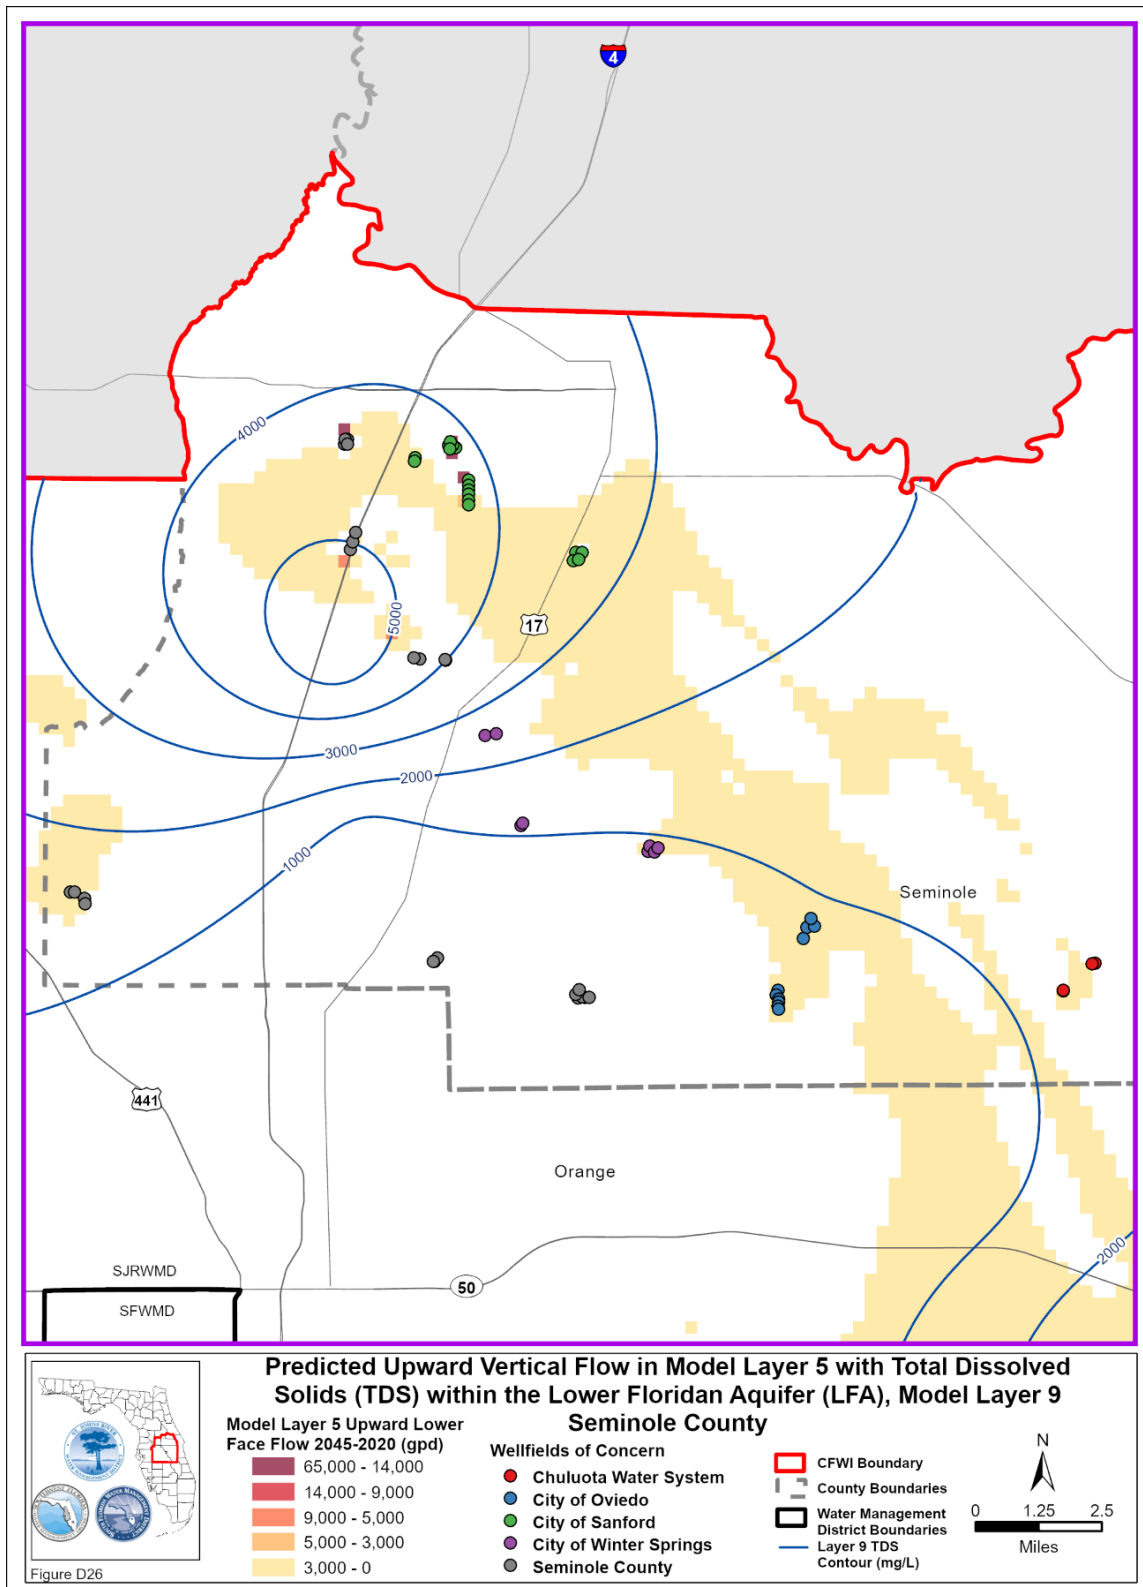 4
4000
5000
17
3000
2000
1000
Seminole
441
Orange
2000
SJRWMD
SFWMD
50
Predicted Upward Vertical Flow in Model Layer 5 with Total Dissolved
Solids (TDS) within the Lower Floridan Aquifer (LFA), Model Layer 9
Seminole County
Model Layer 5 Upward Lower
Face Flow 2045-2020 (gpd)
65,000 - 14,000
14,000 - 9,000
9,000 - 5,000
5,000 - 3,000
3,000 - 0
Wellfields of Concern
Chuluota Water System
City of Oviedo
City of Sanford
City of Winter Springs
Seminole County
CFWI Boundary
County Boundaries
Water Management
District Boundaries
Layer 9 TDS
Contour (mg/L)
N
0 1.25 2.5
Miles
Figure D26